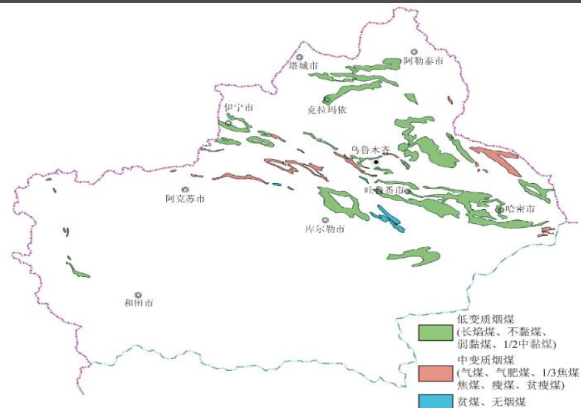 阿勒泰市
塔城市
克拉玛依
伊宁市
乌鲁木齐
吐鲁番市
哈密市
阿克苏市
库尔勒市
和田市
低变质烟煤
(长焰煤、不黏煤、
弱黏煤、1/2中黏煤)
中变质烟煤
(气煤、气肥煤、1/3焦煤
焦煤、瘦煤、贫瘦煤)
贫煤、无烟煤